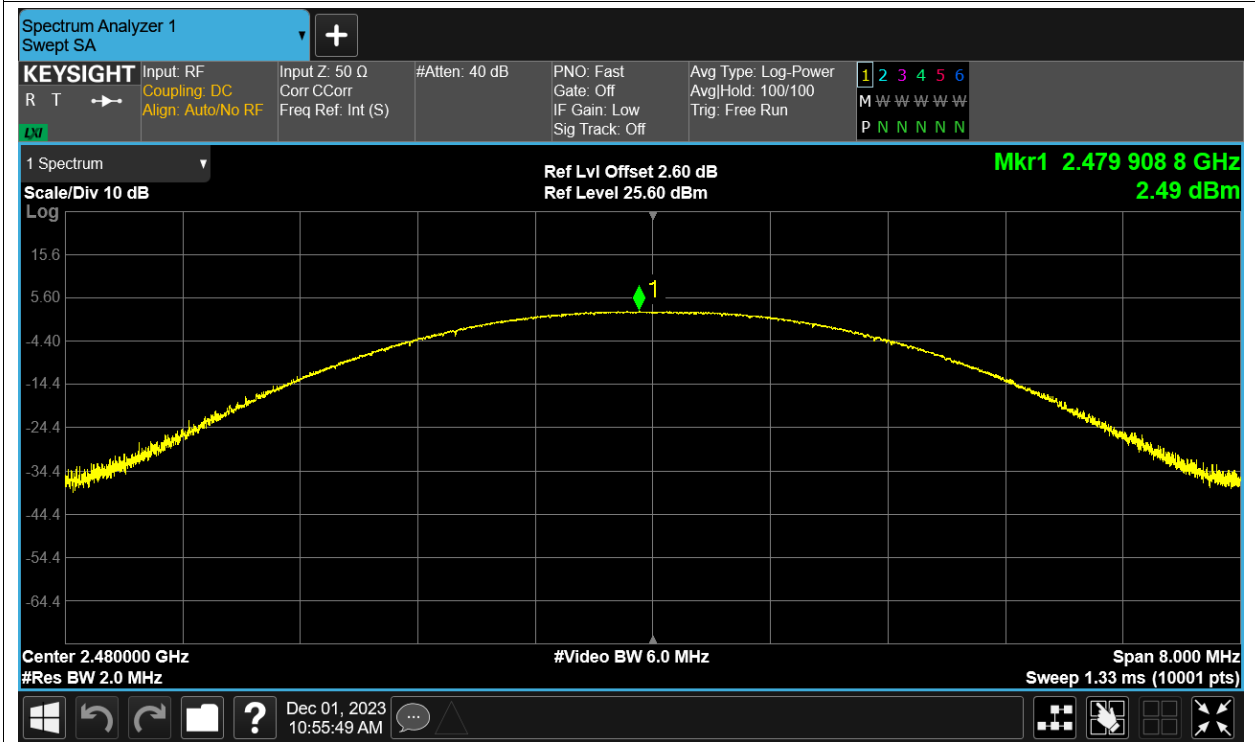 Spectrum Analyzer 1
Swept SA
KEYSIGHT
R T
LXI
Input: RF
Coupling: DC
Align: Auto/No RF
Input Z: 50 Ω
Corr CCorr
Freq Ref: Int (S)
#Atten: 40 dB
PNO: Fast
Gate: Off
IF Gain: Low
Sig Track: Off
Avg Type: Log-Power
Avg|Hold: 100/100
Trig: Free Run
1 2 3 4 5 6
M W W W W W
P N N N N N
1 Spectrum
Scale/Div 10 dB
Log
Ref Lvl Offset 2.60 dB
Ref Level 25.60 dBm
Mkr1 2.479 908 8 GHz
2.49 dBm
15.6
5.60
-4.40
-14.4
-24.4
-34.4
-44.4
-54.4
-64.4
1
Center 2.480000 GHz
#Res BW 2.0 MHz
#Video BW 6.0 MHz
Span 8.000 MHz
Sweep 1.33 ms (10001 pts)
?
Dec 01, 2023
10:55:49 AM